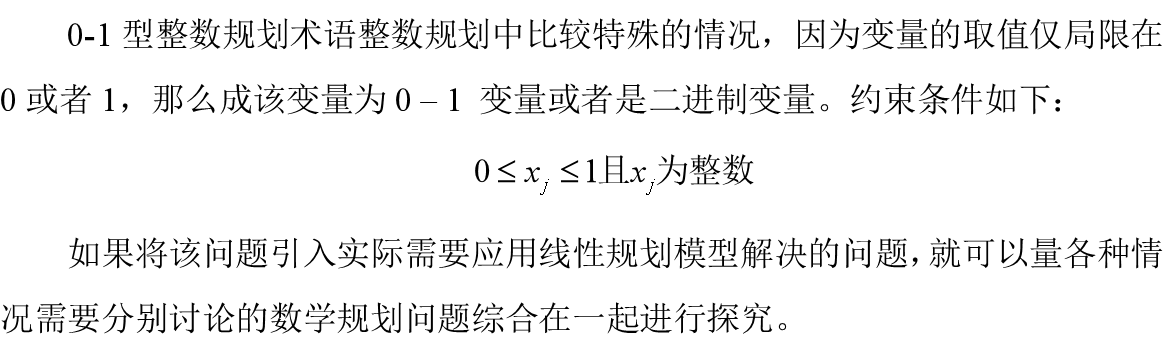 0-1 型整数规划术语整数规划中比较特殊的情况，因为变量的取值仅局限在
0 或者 1，那么成该变量为 0 – 1 变量或者是二进制变量。约束条件如下：
0 ≤ x_j ≤ 1且x_j为整数
如果将该问题引入实际需要应用线性规划模型解决的问题，就可以量各种情
况需要分别讨论的数学规划问题综合在一起进行探究。